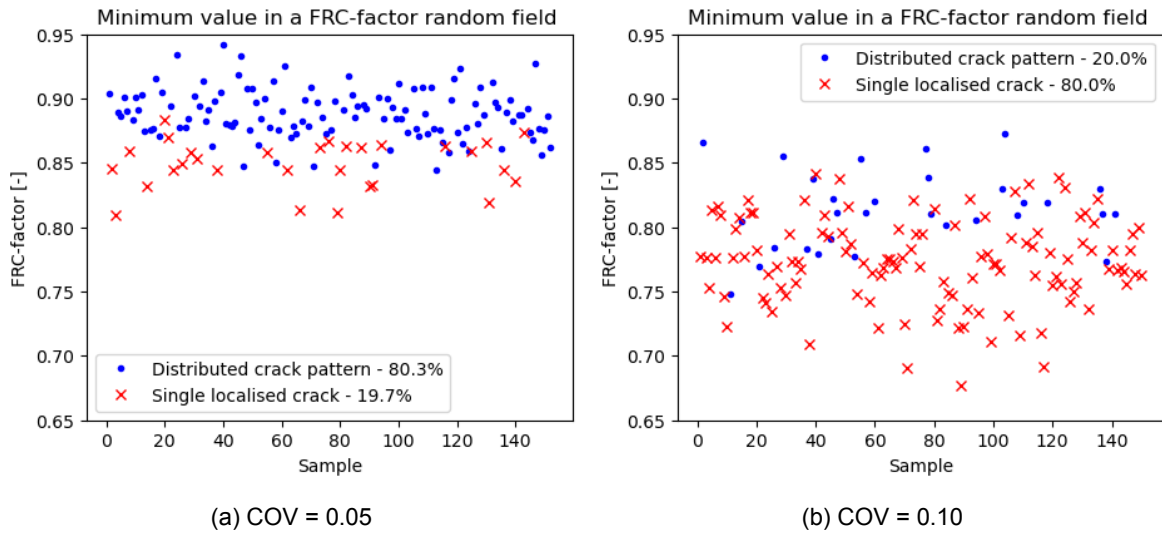 Minimum value in a FRC-factor random field
0.95
0.90
0.85
0.80
0.75
0.70
0.65
FRC-factor [-]
Distributed crack pattern - 80.3%
Single localised crack - 19.7%
0 20 40 60 80 100 120 140
Sample
(a) COV = 0.05
Minimum value in a FRC-factor random field
0.95
0.90
0.85
0.80
0.75
0.70
0.65
FRC-factor [-]
Distributed crack pattern - 20.0%
Single localised crack - 80.0%
0 20 40 60 80 100 120 140
Sample
(b) COV = 0.10